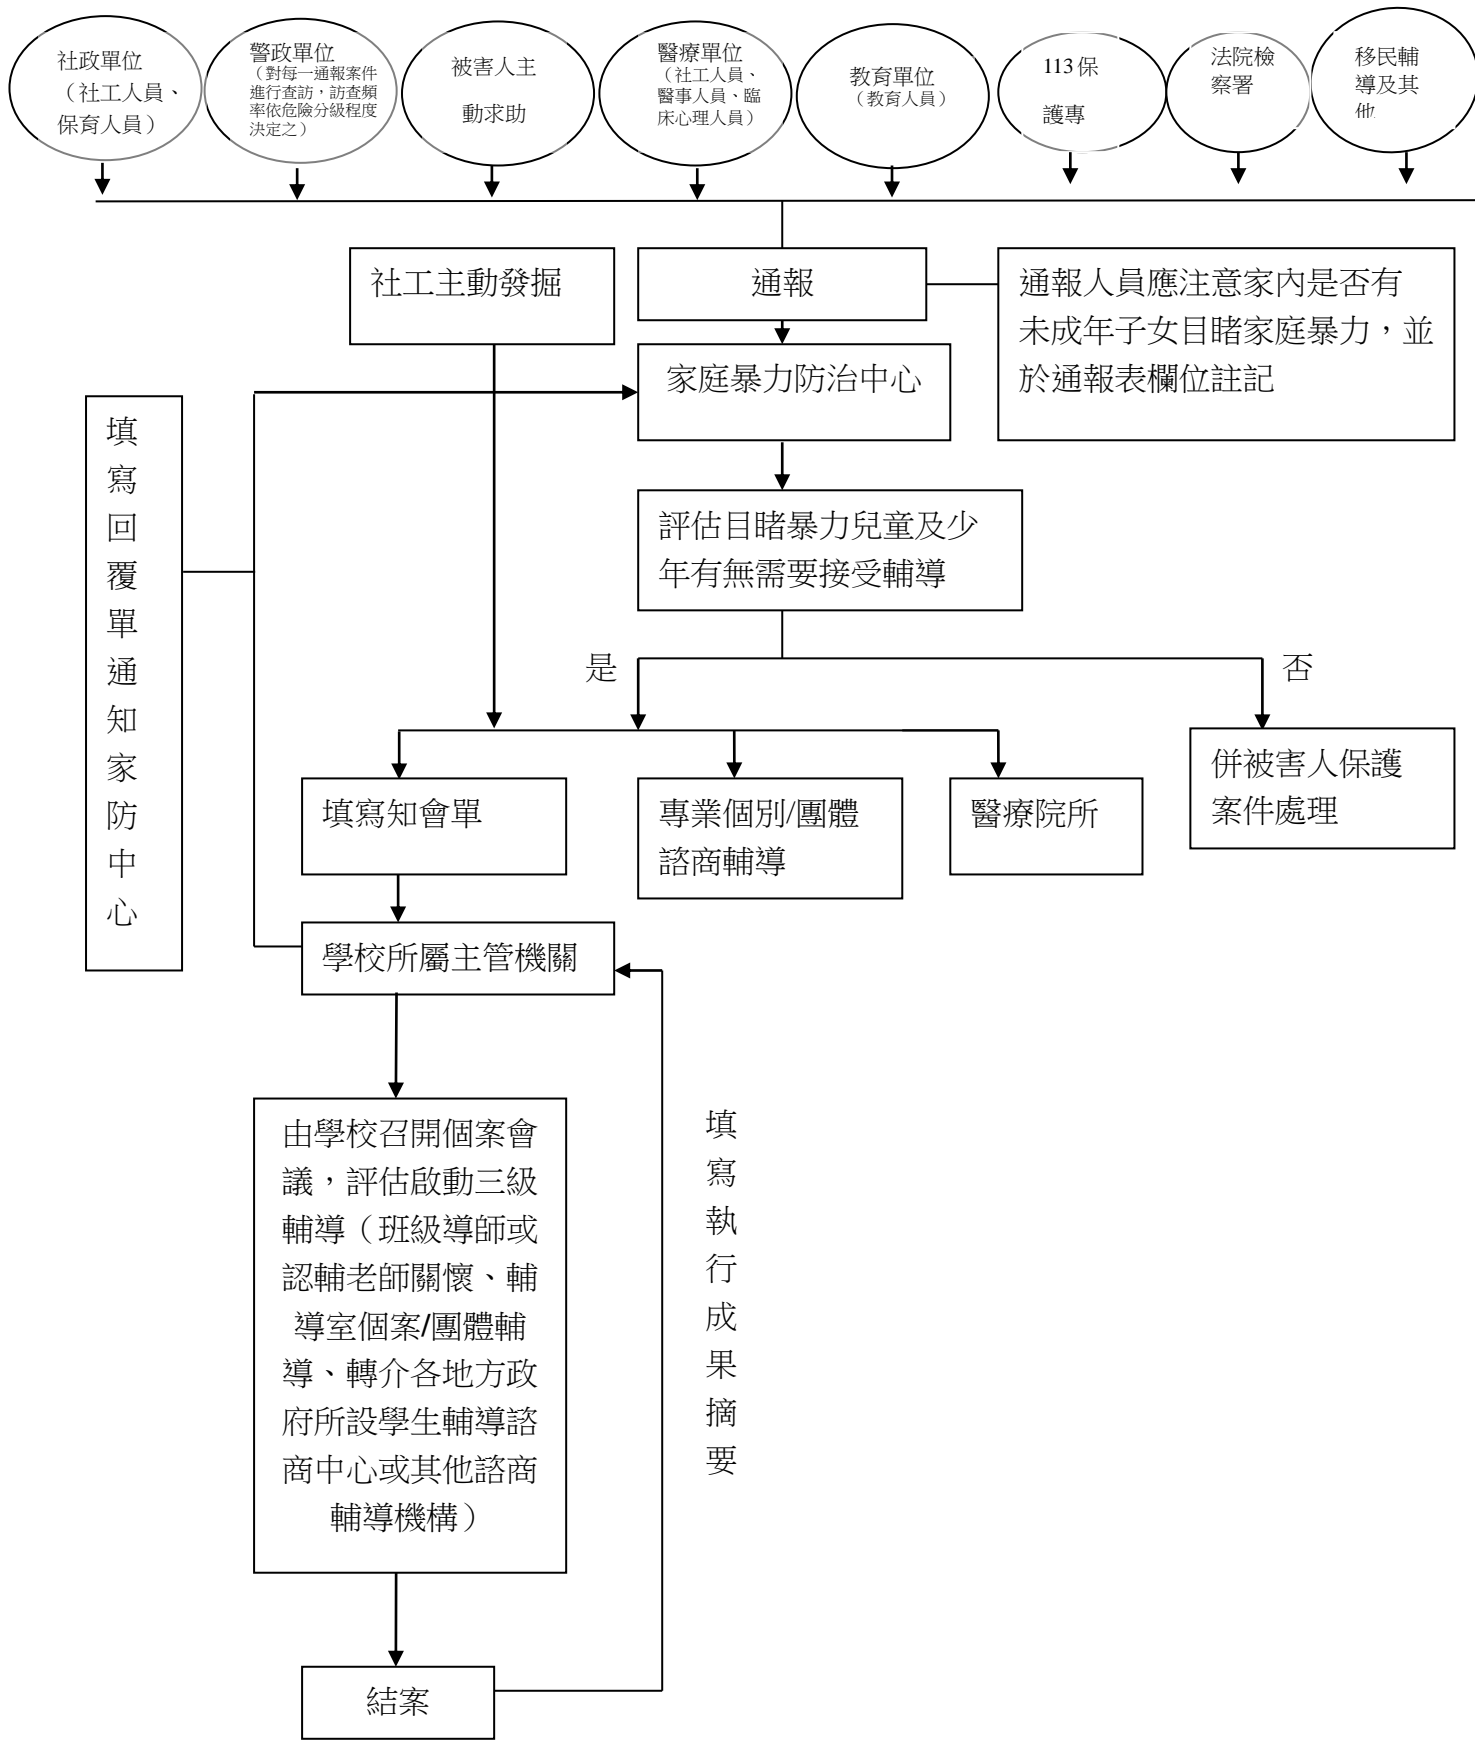 社政單位
（社工人員、
保育人員）
警政單位
（對每一通報案件
進行查訪，訪查頻
率依危險分級程度
決定之）
被害人主
動求助
醫療單位
（社工人員、
醫事人員、臨
床心理人員）
教育單位
（教育人員）
113保
護專
法院檢
察署
移民輔
導及其
他
社工主動發掘
通報
通報人員應注意家內是否有
未成年子女目睹家庭暴力，並
於通報表欄位註記
家庭暴力防治中心
填寫回覆單通知家防中心
評估目睹暴力兒童及少
年有無需要接受輔導
是
否
填寫知會單
專業個別/團體
諮商輔導
醫療院所
併被害人保護
案件處理
學校所屬主管機關
由學校召開個案會
議，評估啟動三級
輔導（班級導師或
認輔老師關懷、輔
導室個案/團體輔
導、轉介各地方政
府所設學生輔導諮
商中心或其他諮商
輔導機構）
填寫執行成果摘要
結案